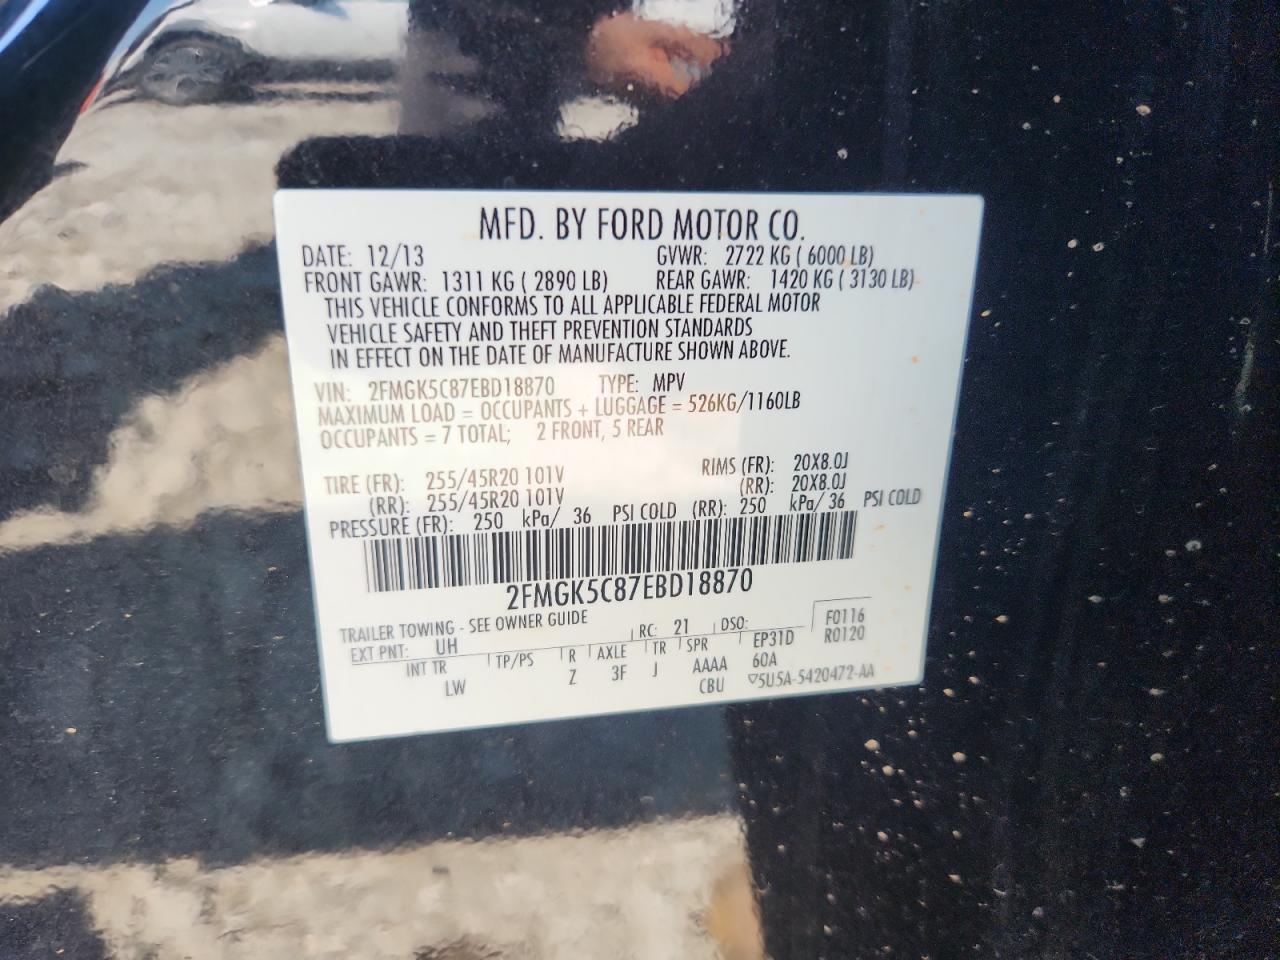 MFD. BY FORD MOTOR CO.
DATE: 12/13 GVWR: 2722 KG ( 6000 LB)
FRONT GAWR: 1311 KG ( 2890 LB) REAR GAWR: 1420 KG ( 3130 LB)
THIS VEHICLE CONFORMS TO ALL APPLICABLE FEDERAL MOTOR
VEHICLE SAFETY AND THEFT PREVENTION STANDARDS
IN EFFECT ON THE DATE OF MANUFACTURE SHOWN ABOVE.
VIN: 2FMGK5C87EBD18870 TYPE: MPV
MAXIMUM LOAD = OCCUPANTS + LUGGAGE = 526KG/1160LB
OCCUPANTS = 7 TOTAL; 2 FRONT, 5 REAR
TIRE (FR): 255/45R20 101V RIMS (FR): 20X8.0J
(RR): 255/45R20 101V (RR): 20X8.0J
PRESSURE (FR): 250 kPa/ 36 PSI COLD (RR): 250 kPa/ 36 PSI COLD
2FMGK5C87EBD18870
TRAILER TOWING - SEE OWNER GUIDE
EXT PNT: UH RC: 21 DSO: F0116
INT TR TP/PS R AXLE TR SPR EP31D R0120
LW Z 3F J AAAA 60A
CBU ▽5U5A-5420472-AA